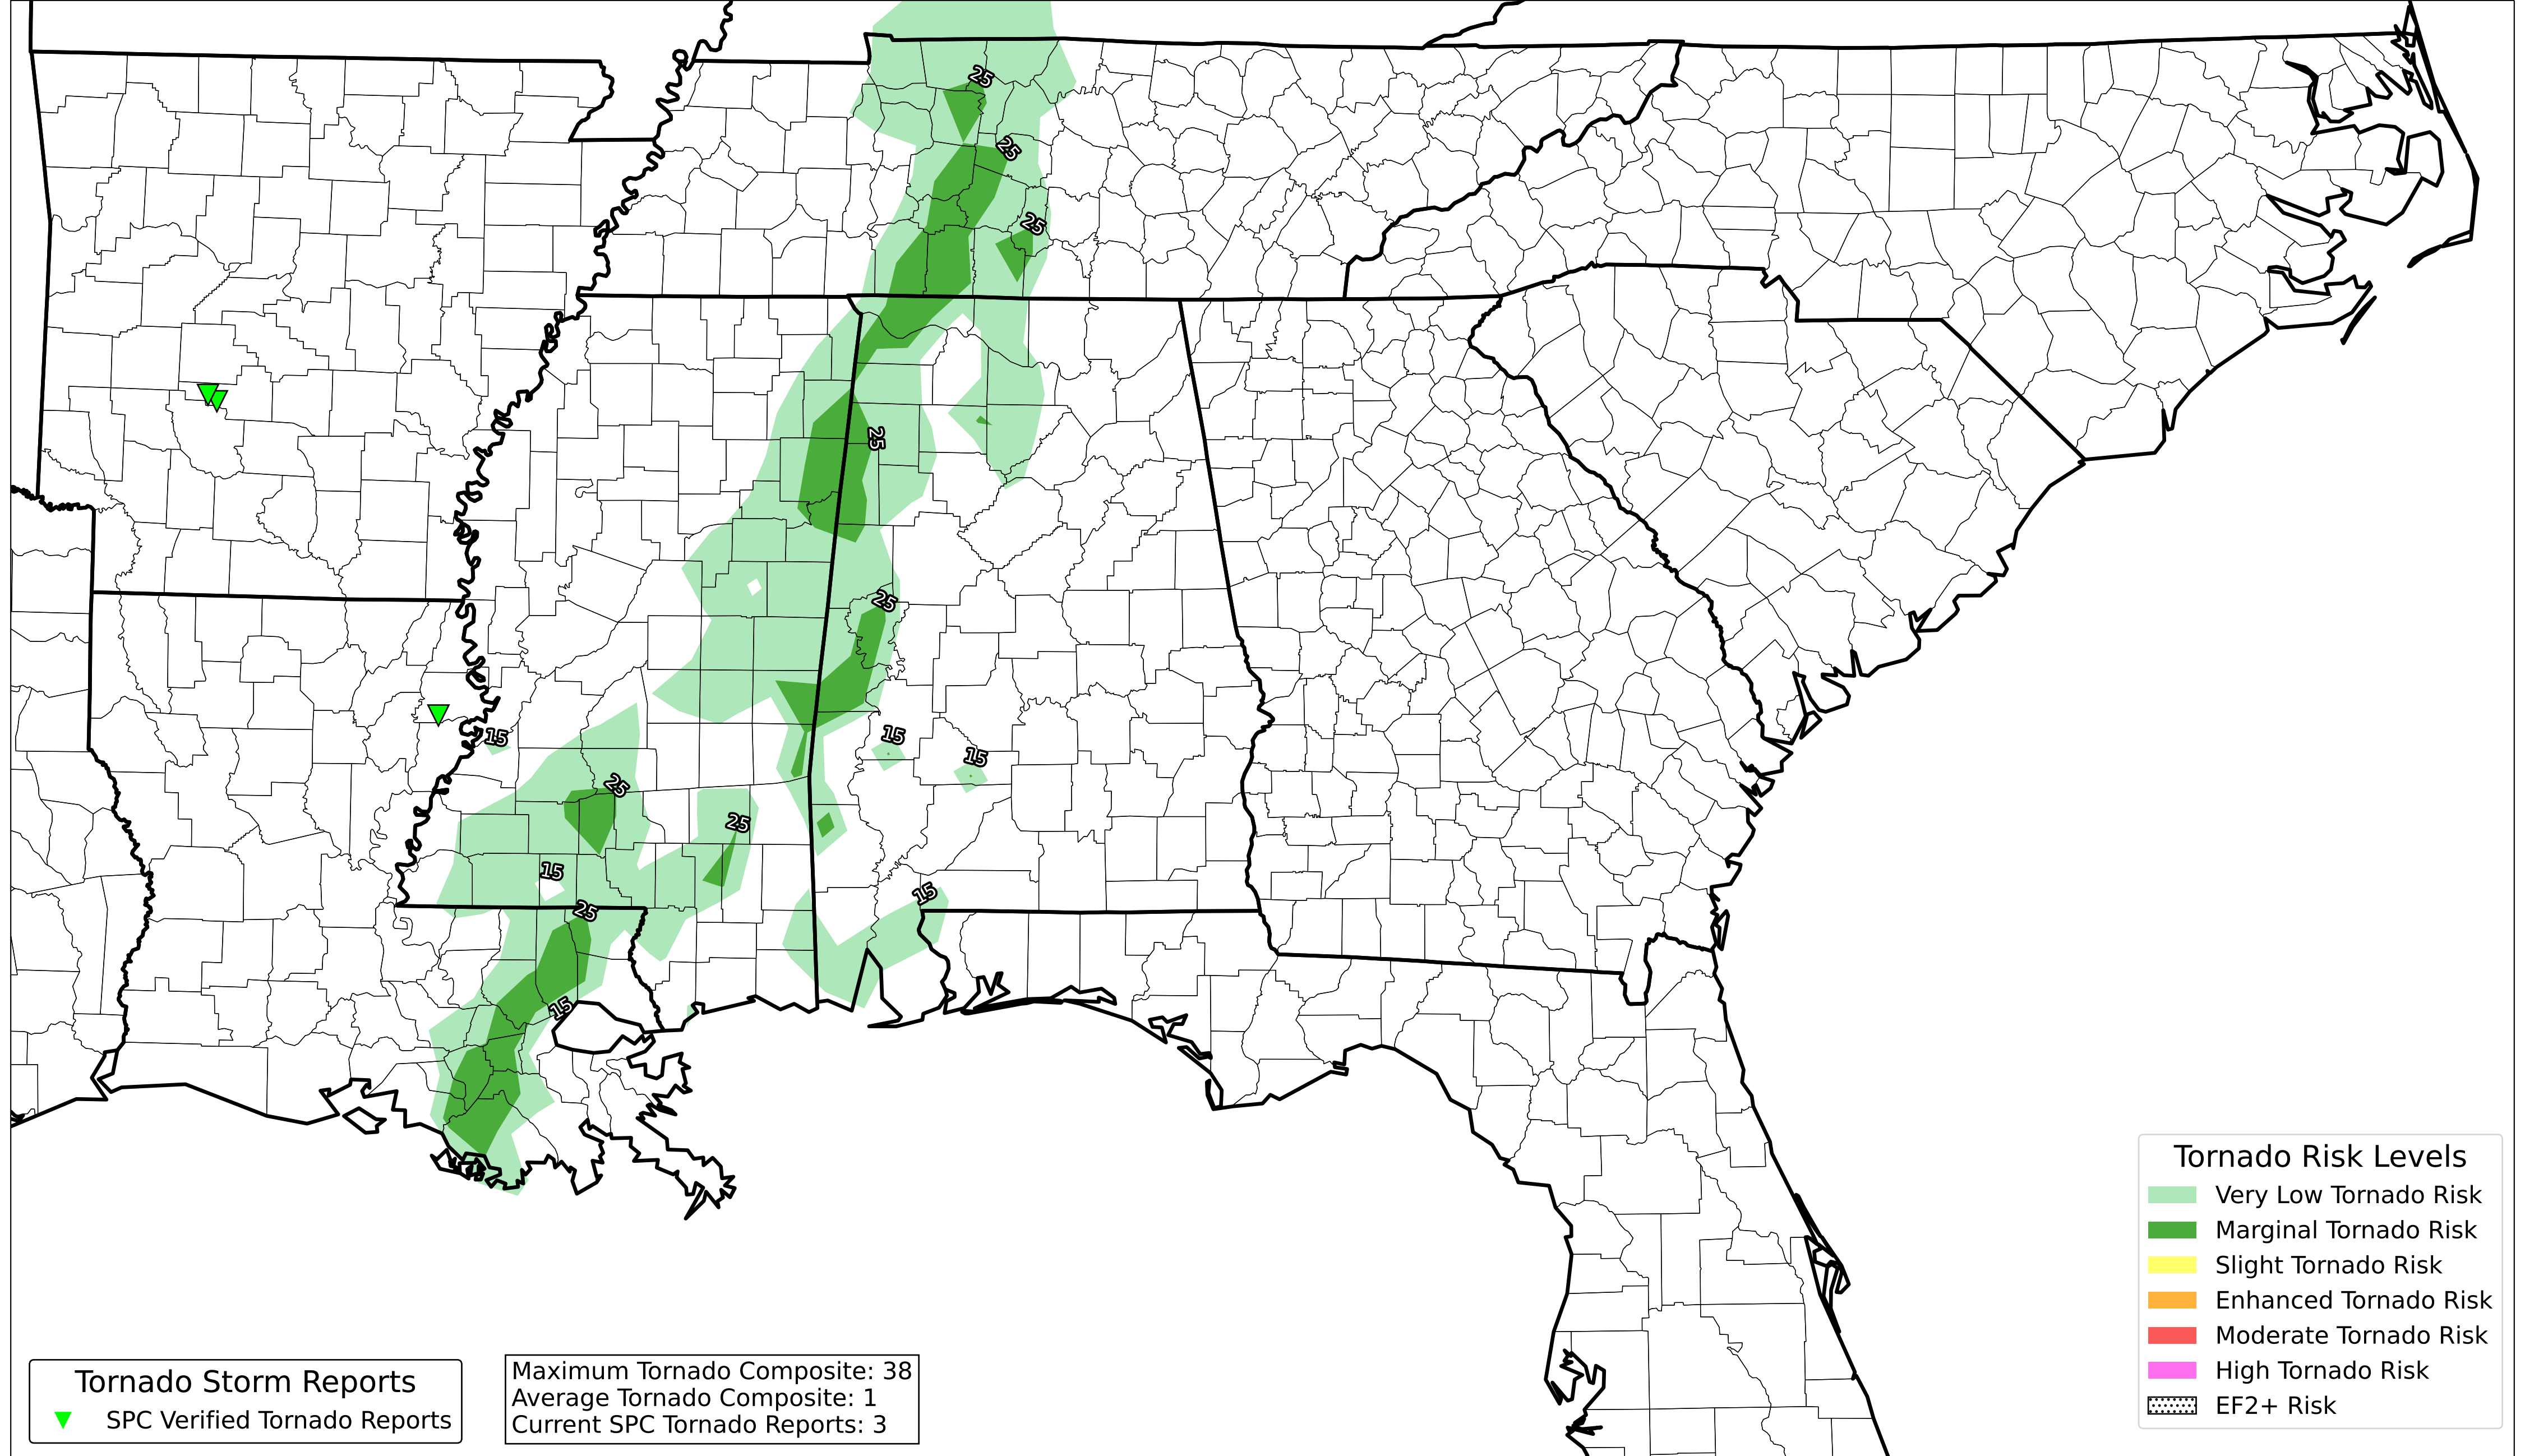 25
25
25
25
25
15
15
15
25
25
15
15
25
15
Tornado Risk Levels
Very Low Tornado Risk
Marginal Tornado Risk
Slight Tornado Risk
Enhanced Tornado Risk
Moderate Tornado Risk
High Tornado Risk
EF2+ Risk
Tornado Storm Reports
SPC Verified Tornado Reports
Maximum Tornado Composite: 38
Average Tornado Composite: 1
Current SPC Tornado Reports: 3